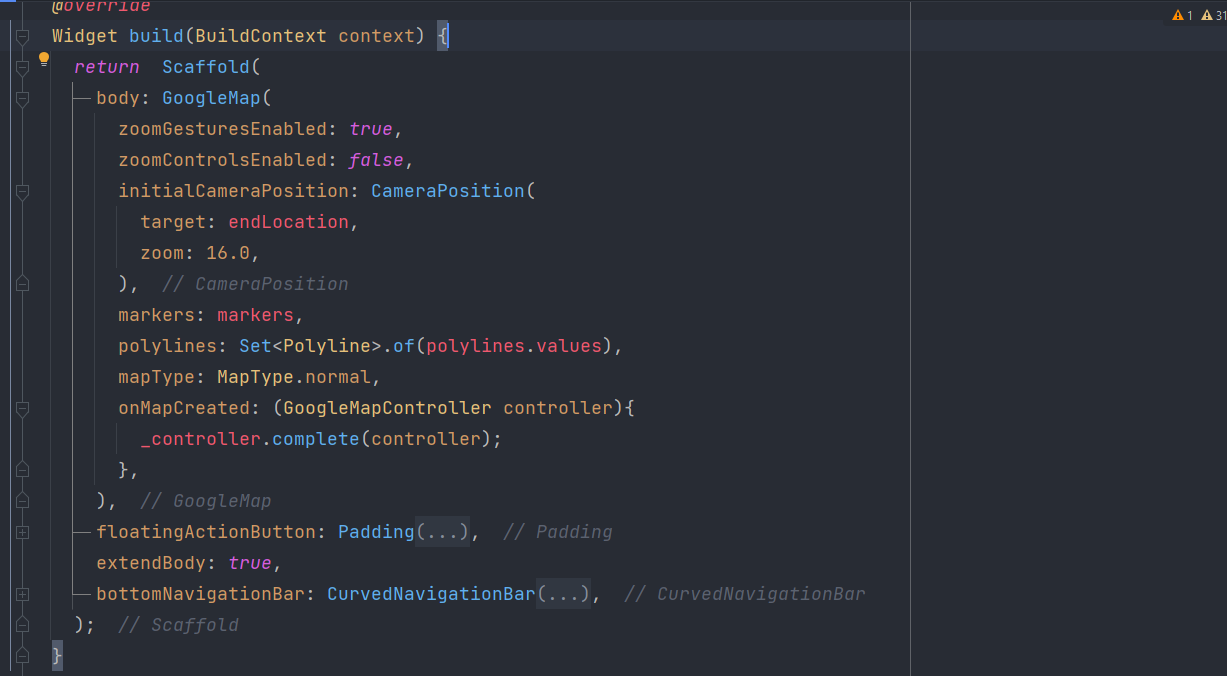 @override
1 31
Widget build(BuildContext context) {
  return  Scaffold(
    body: GoogleMap(
      zoomGesturesEnabled: true,
      zoomControlsEnabled: false,
      initialCameraPosition: CameraPosition(
        target: endLocation,
        zoom: 16.0,
      ),  // CameraPosition
      markers: markers,
      polylines: Set<Polyline>.of(polylines.values),
      mapType: MapType.normal,
      onMapCreated: (GoogleMapController controller){
        _controller.complete(controller);
      },
    ),  // GoogleMap
    floatingActionButton: Padding(...),  // Padding
    extendBody: true,
    bottomNavigationBar: CurvedNavigationBar(...),  // CurvedNavigationBar
  );  // Scaffold
}